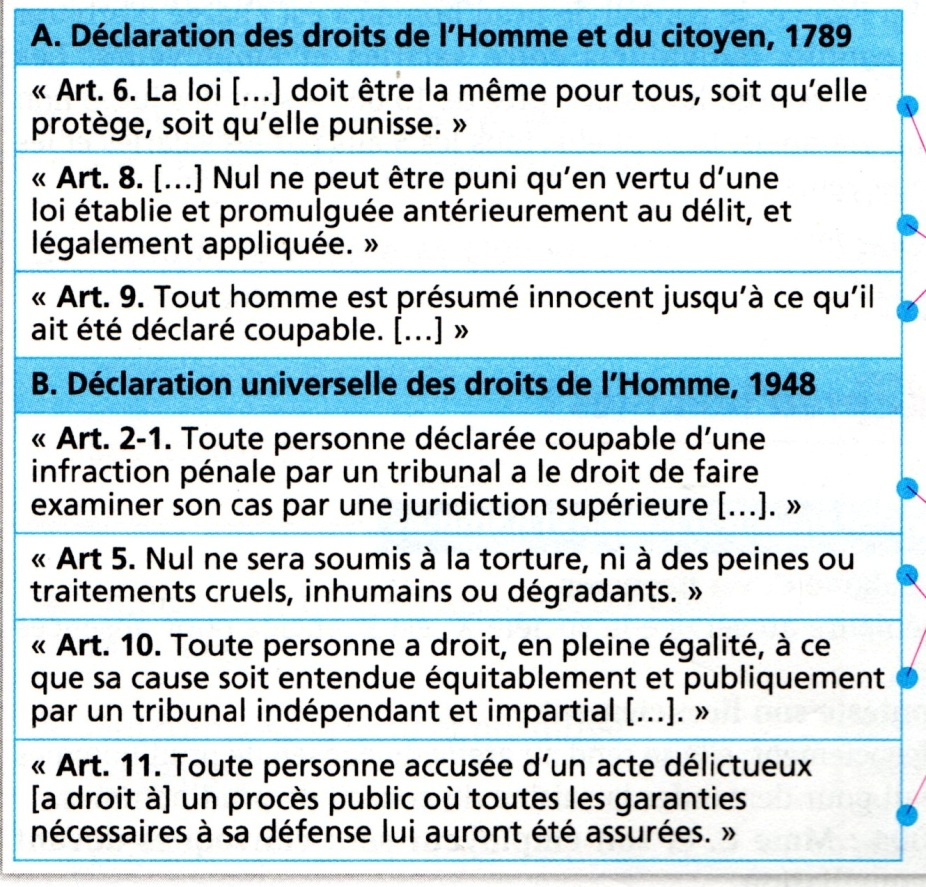 A. Déclaration des droits de l'Homme et du citoyen, 1789
« Art. 6. La loi [...] doit être la même pour tous, soit qu'elle
protège, soit qu'elle punisse. »
« Art. 8. [...] Nul ne peut être puni qu'en vertu d'une
loi établie et promulguée antérieurement au délit, et
légalement appliquée. »
« Art. 9. Tout homme est présumé innocent jusqu'à ce qu'il
ait été déclaré coupable. [...] »
B. Déclaration universelle des droits de l'Homme, 1948
« Art. 2-1. Toute personne déclarée coupable d'une
infraction pénale par un tribunal a le droit de faire
examiner son cas par une juridiction supérieure [...]. »
« Art 5. Nul ne sera soumis à la torture, ni à des peines ou
traitements cruels, inhumains ou dégradants. »
« Art. 10. Toute personne a droit, en pleine égalité, à ce
que sa cause soit entendue équitablement et publiquement
par un tribunal indépendant et impartial [...]. »
« Art. 11. Toute personne accusée d'un acte délictueux
[a droit à] un procès public où toutes les garanties
nécessaires à sa défense lui auront été assurées. »